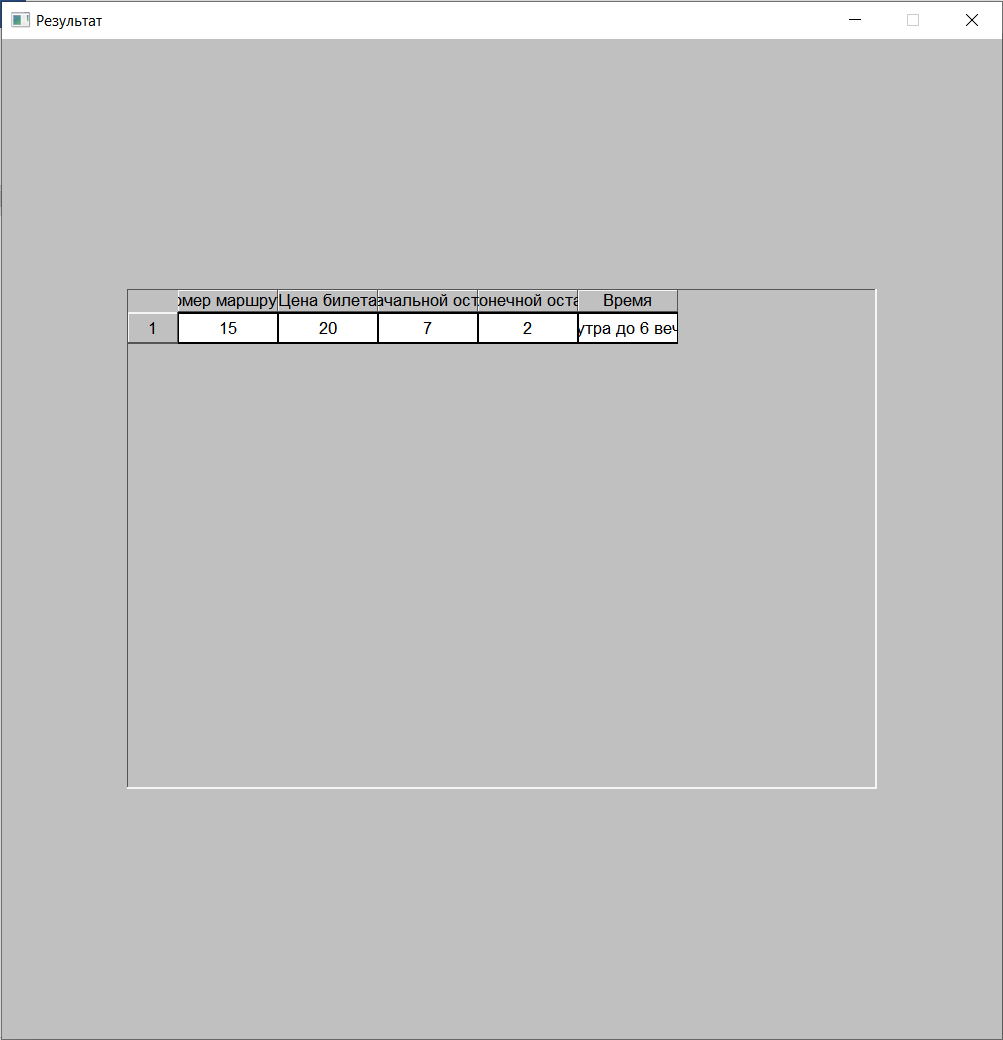 Результат
омер маршру Цена билета ачальной ост онечной оста Время
1 15 20 7 2 утра до 6 веч